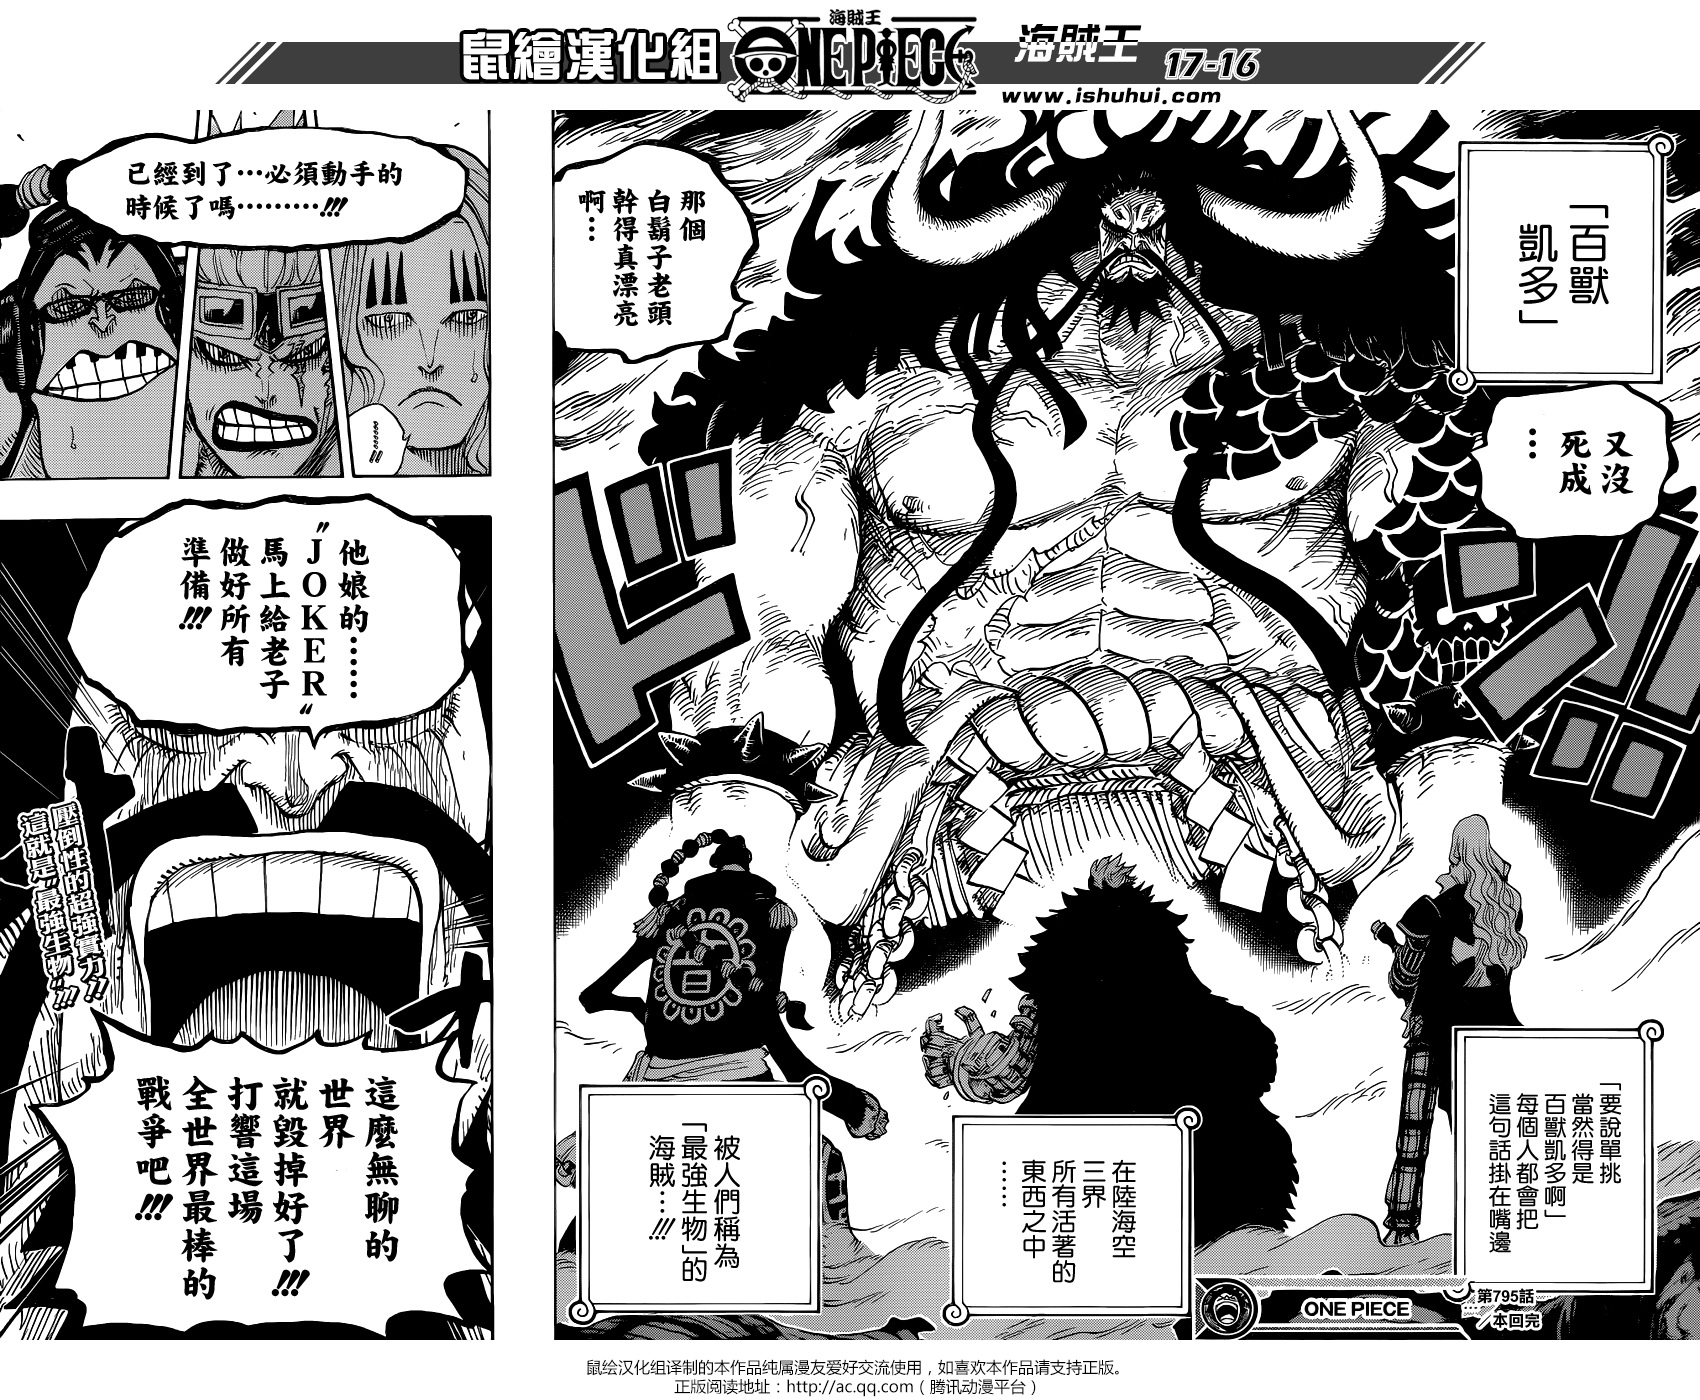 鼠繪漢化組
海賊王
ONE PIECE
海賊王
17-16
www.ishuhui.com
「百獸
凱多」
又沒
死成
…
那個
白鬍子老頭
幹得真漂亮
啊…
ドン!!
「要說單挑
當然得是
百獸凱多啊」
每個人都會把
這句話掛在嘴邊
在陸海空
三界
所有活著的
東西之中
……
被人們稱為
「最強生物」的
海賊…!!!
ONE PIECE
第795話
本回完
已經到了…必須動手的
時候了嗎………!!!
………!!
他娘的……
"JOKER"
馬上給老子
做好所有
準備!!!
壓倒性的超強實力!!
這就是"最強生物"!!!
這麼無聊的
世界
就毀掉好了!!!
打響這場
全世界最棒的
戰爭吧!!!
鼠绘汉化组译制的本作品纯属漫友爱好交流使用，如喜欢本作品请支持正版。
正版阅读地址：http://ac.qq.com（腾讯动漫平台）